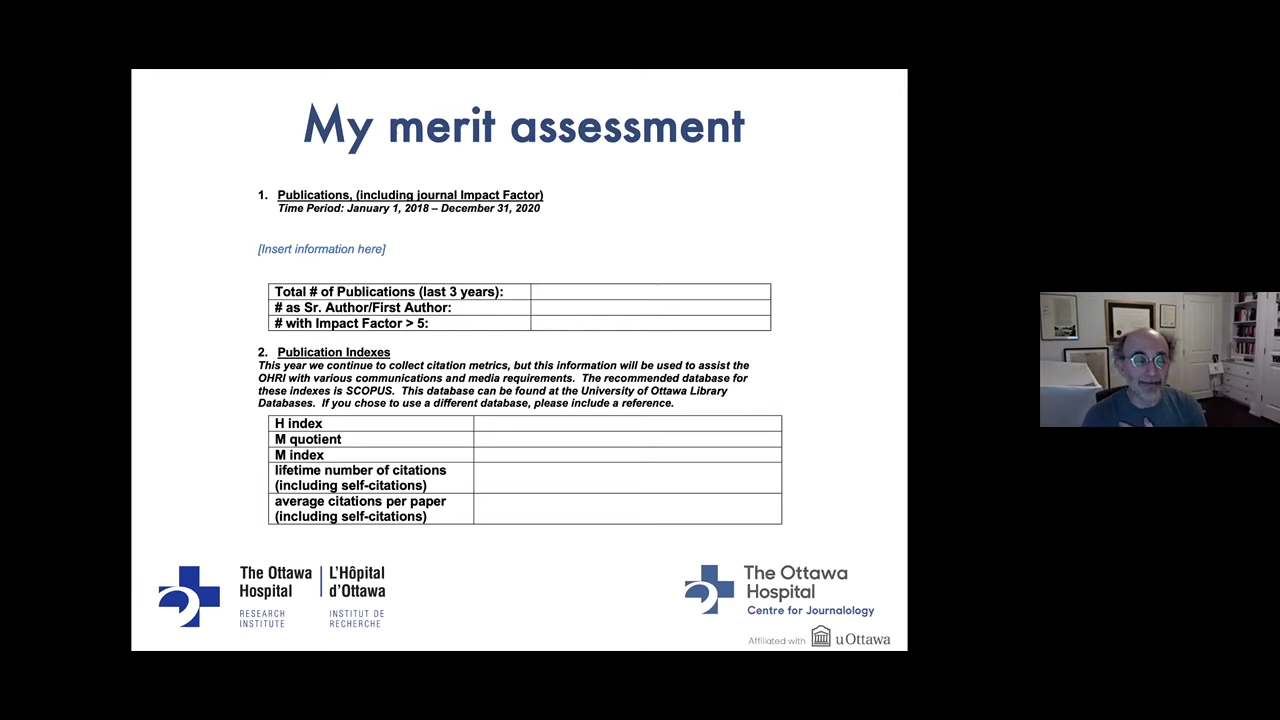 My merit assessment
1. Publications, (including journal Impact Factor)
Time Period: January 1, 2018 – December 31, 2020
[Insert information here]
Total # of Publications (last 3 years):
# as Sr. Author/First Author:
# with Impact Factor > 5:
2. Publication Indexes
This year we continue to collect citation metrics, but this information will be used to assist the
OHRI with various communications and media requirements. The recommended database for
these indexes is SCOPUS. This database can be found at the University of Ottawa Library
Databases. If you chose to use a different database, please include a reference.
H index
M quotient
M index
lifetime number of citations
(including self-citations)
average citations per paper
(including self-citations)
The Ottawa
Hospital
RESEARCH
INSTITUTE
L'Hôpital
d'Ottawa
INSTITUT DE
RECHERCHE
The Ottawa
Hospital
Centre for Journalology
Affiliated with uOttawa